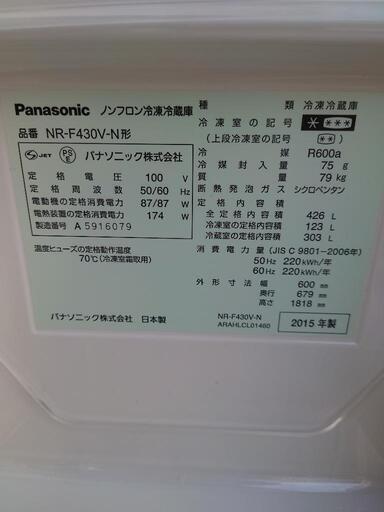 Panasonic ノンフロン冷凍冷蔵庫
品番 NR-F430V-N形
S JET PSE パナソニック株式会社
定格電圧 100 V
定格周波数 50/60 Hz
電動機の定格消費電力 87/87 W
電熱装置の定格消費電力 174 W
製造番号 A 5916079
温度ヒューズの定格動作温度
70℃(冷凍室霜取用)
パナソニック株式会社 日本製
種類 冷凍冷蔵庫
冷凍室の記号 ****
(上段冷凍室の記号 **)
冷媒 R600a
冷媒封入量 75 g
質量 79 kg
断熱発泡ガス シクロペンタン
定格内容積
全定格内容積 426 L
冷凍室の定格内容積 123 L
冷蔵室の定格内容積 303 L
消費電力量(JIS C 9801-2006年)
50Hz 220kWh/年
60Hz 220kWh/年
外形寸法 幅 600 mm
奥行 679 mm
高さ 1818 mm
NR-F430V-N
ARAHLCL01460
2015年製